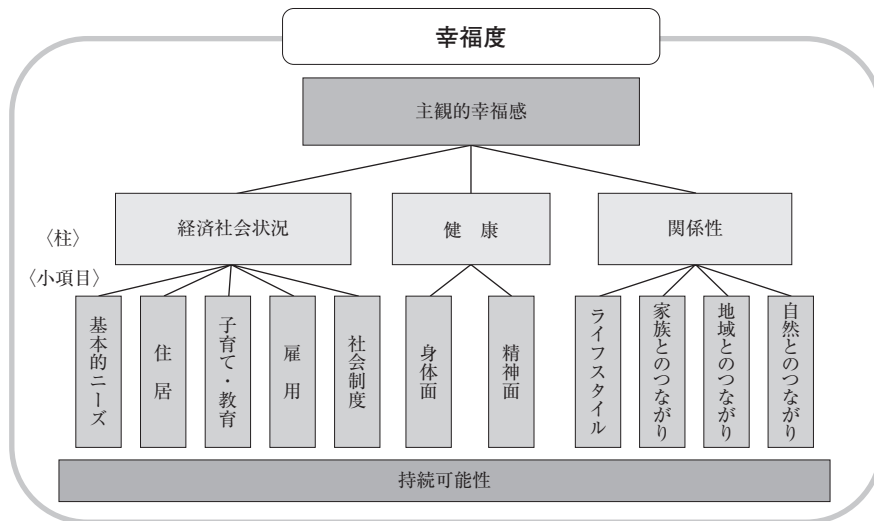 幸福度
主観的幸福感
〈柱〉
経済社会状況
健　康
関係性
〈小項目〉
基本的ニーズ
住　居
子育て・教育
雇　用
社会制度
身体面
精神面
ライフスタイル
家族とのつながり
地域とのつながり
自然とのつながり
持続可能性